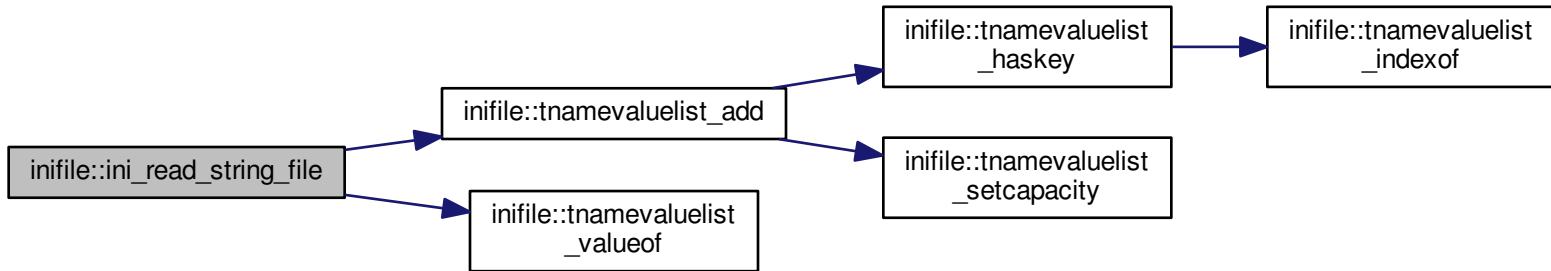 inifile::ini_read_string_file
inifile::tnamevaluelist_add
inifile::tnamevaluelist
_valueof
inifile::tnamevaluelist
_haskey
inifile::tnamevaluelist
_setcapacity
inifile::tnamevaluelist
_indexof